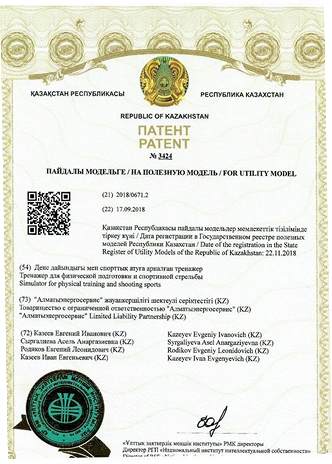 ҚАЗАҚСТАН РЕСПУБЛИКАСЫ
РЕСПУБЛИКА КАЗАХСТАН
REPUBLIC OF KAZAKHSTAN
ПАТЕНТ
PATENT
№ 3424
ПАЙДАЛЫ МОДЕЛЬГЕ / НА ПОЛЕЗНУЮ МОДЕЛЬ / FOR UTILITY MODEL
(21) 2018/0671.2
(22) 17.09.2018
Қазақстан Республикасы пайдалы модельдер мемлекеттік тізілімінде
тіркеу күні / Дата регистрации в Государственном реестре полезных
моделей Республики Казахстан / Date of the registration in the State
Register of Utility Models of the Republic of Kazakhstan: 22.11.2018
(54) Дене дайындығы мен спорттық атуға арналған тренажер
Тренажер для физической подготовки и спортивной стрельбы
Simulator for physical training and shooting sports
(73) "Алматыэнергосервис" жауапкершілігі шектеулі серіктестігі (KZ)
Товарищество с ограниченной ответственностью "Алматыэнергосервис" (KZ)
"Алматыэнергосервис" Limited Liability Partnership (KZ)
(72) Казеев Евгений Иванович (KZ) Kazeyev Evgeniy Ivanovich (KZ)
Сыргалиева Асель Анаргазиевна (KZ) Syrgaliyeva Asel Anargaziyevna (KZ)
Родиков Евгений Леонидович (KZ) Rodikov Evgeniy Leonidovich (KZ)
Казеев Иван Евгеньевич (KZ) Kazeyev Ivan Evgenyevich (KZ)
«Ұлттық зияткерлік меншік институты» РМК директоры
Директор РГП «Национальный институт интеллектуальной собственности»